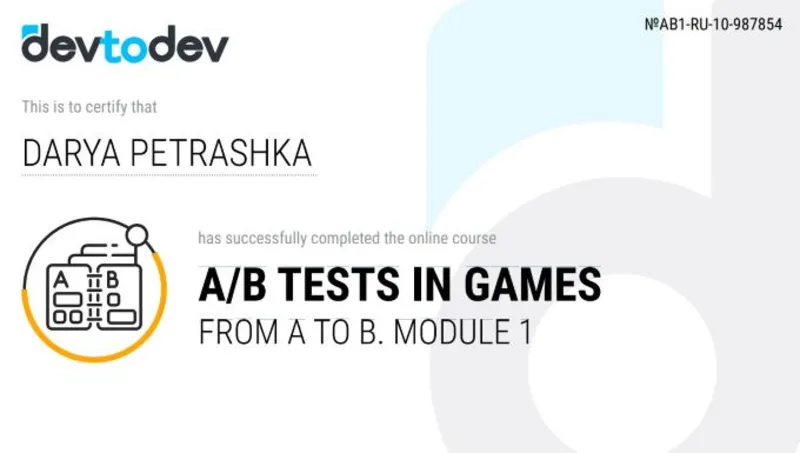 devtodev
№AB1-RU-10-987854
This is to certify that
DARYA PETRASHKA
has successfully completed the online course
A B
A/B TESTS IN GAMES
FROM A TO B. MODULE 1